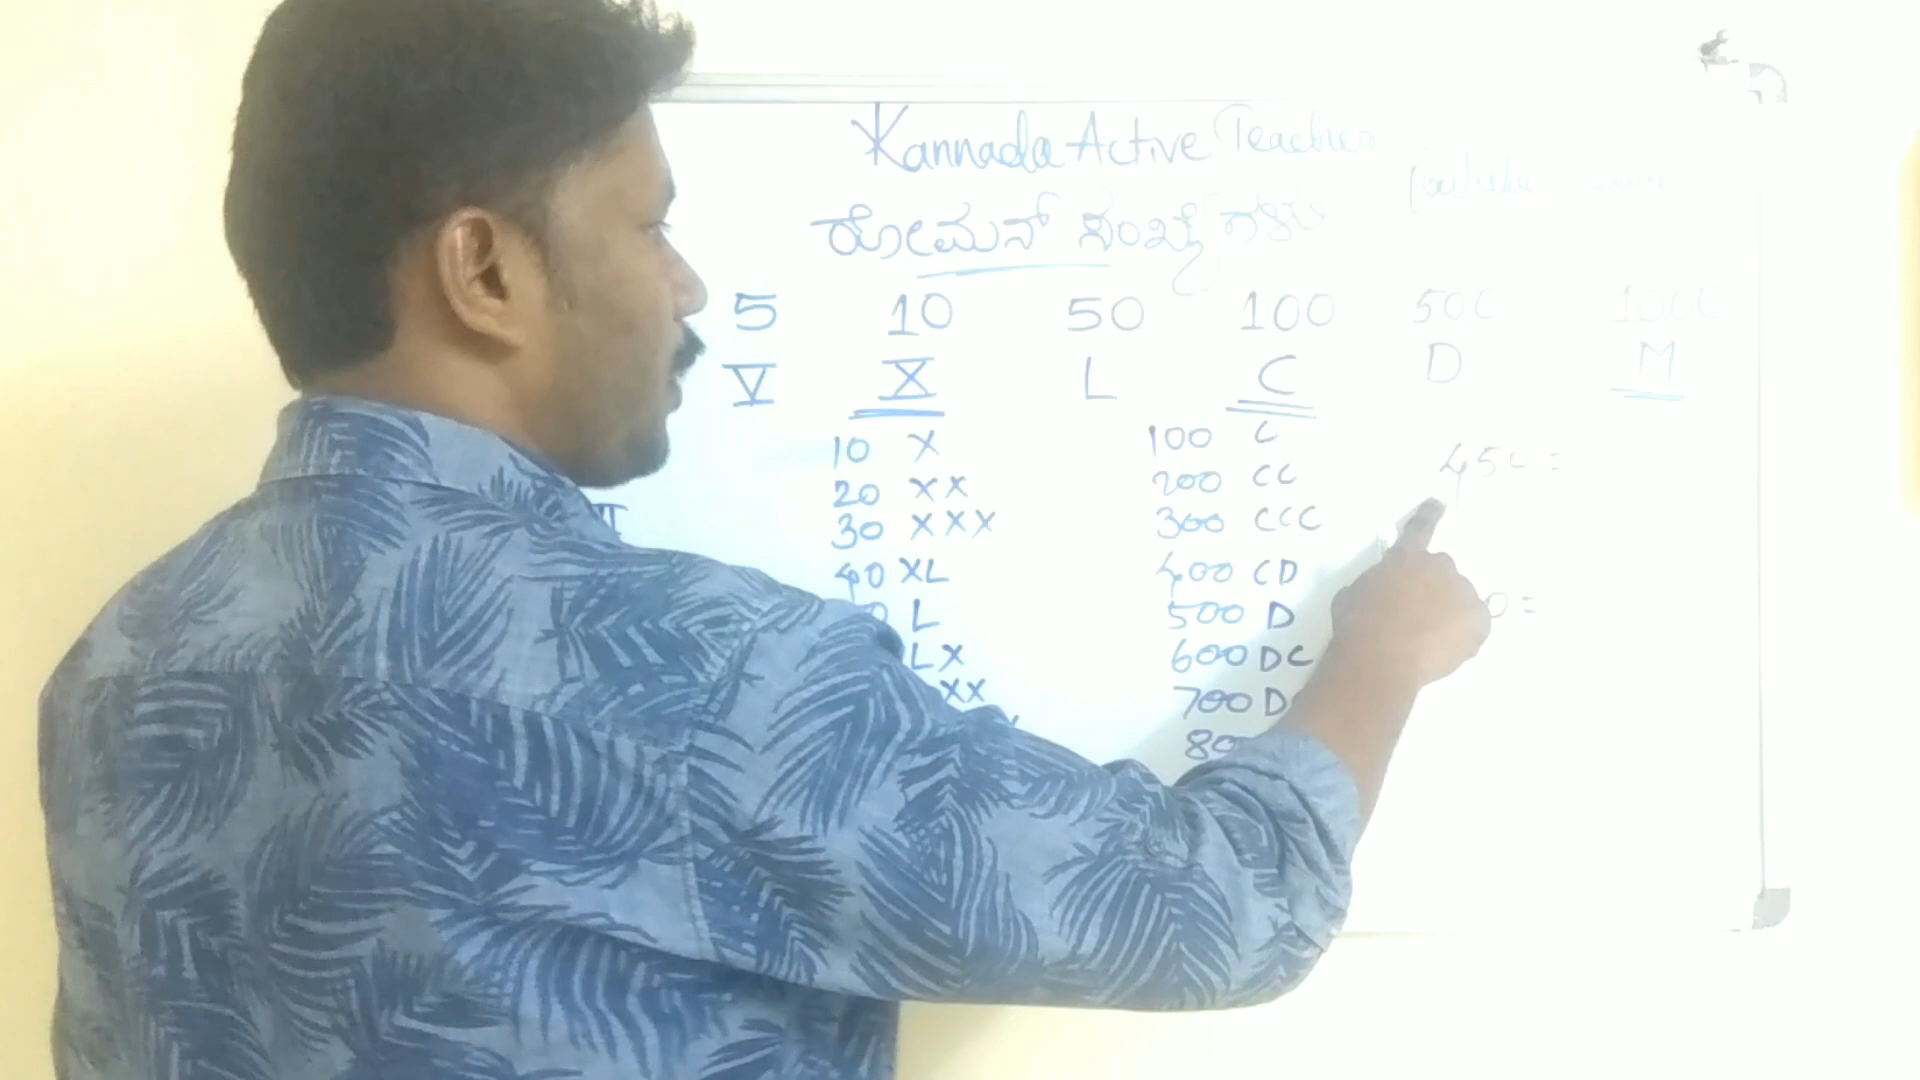 Kannada Active Teacher
ರೋಮನ್ ಸಂಖ್ಯೆಗಳು
5 10 50 100 500 1000
V X L C D M
10 X 100 C
20 XX 200 CC
30 XXX 300 CCC
40 XL 400 CD
L 500 D
LX 600 DC
XX 700 D
450 =
0 =